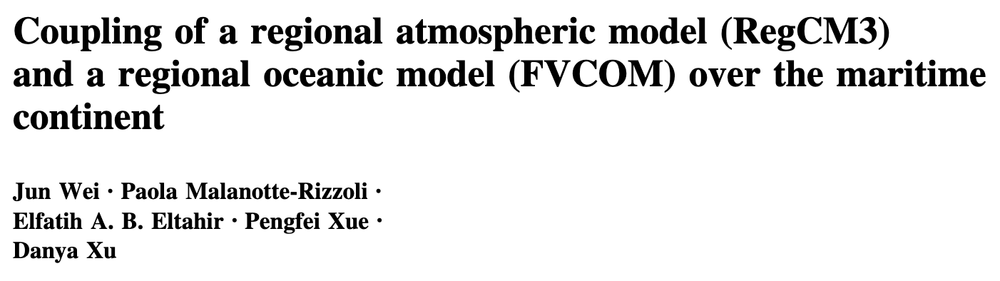 Coupling of a regional atmospheric model (RegCM3)
and a regional oceanic model (FVCOM) over the maritime
continent
Jun Wei · Paola Malanotte-Rizzoli ·
Elfatih A. B. Eltahir · Pengfei Xue ·
Danya Xu